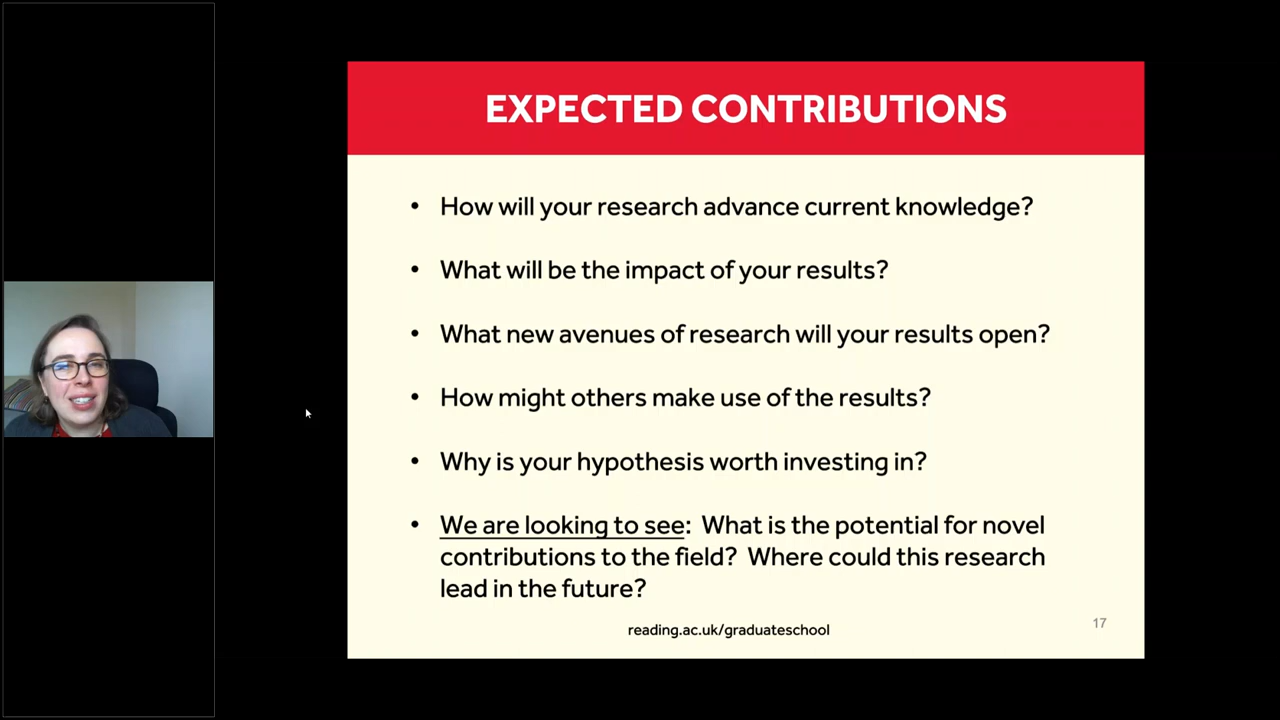 EXPECTED CONTRIBUTIONS
• How will your research advance current knowledge?
• What will be the impact of your results?
• What new avenues of research will your results open?
• How might others make use of the results?
• Why is your hypothesis worth investing in?
• We are looking to see: What is the potential for novel
contributions to the field? Where could this research
lead in the future?
reading.ac.uk/graduateschool
17